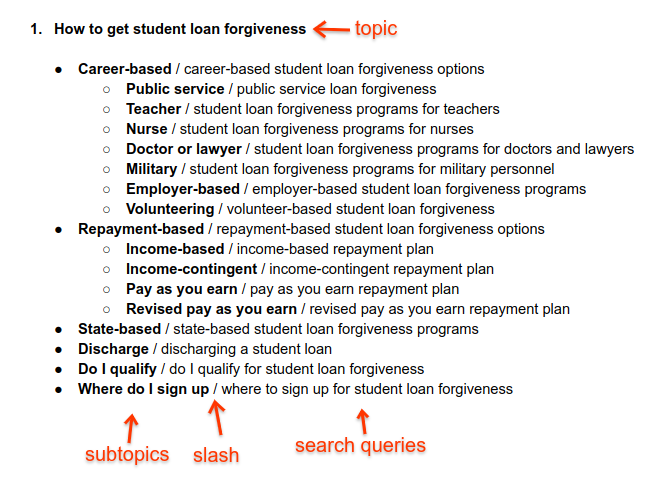 1. How to get student loan forgiveness topic
● Career-based / career-based student loan forgiveness options
○ Public service / public service loan forgiveness
○ Teacher / student loan forgiveness programs for teachers
○ Nurse / student loan forgiveness programs for nurses
○ Doctor or lawyer / student loan forgiveness programs for doctors and lawyers
○ Military / student loan forgiveness programs for military personnel
○ Employer-based / employer-based student loan forgiveness programs
○ Volunteering / volunteer-based student loan forgiveness
● Repayment-based / repayment-based student loan forgiveness options
○ Income-based / income-based repayment plan
○ Income-contingent / income-contingent repayment plan
○ Pay as you earn / pay as you earn repayment plan
○ Revised pay as you earn / revised pay as you earn repayment plan
● State-based / state-based student loan forgiveness programs
● Discharge / discharging a student loan
● Do I qualify / do I qualify for student loan forgiveness
● Where do I sign up / where to sign up for student loan forgiveness
subtopics slash search queries